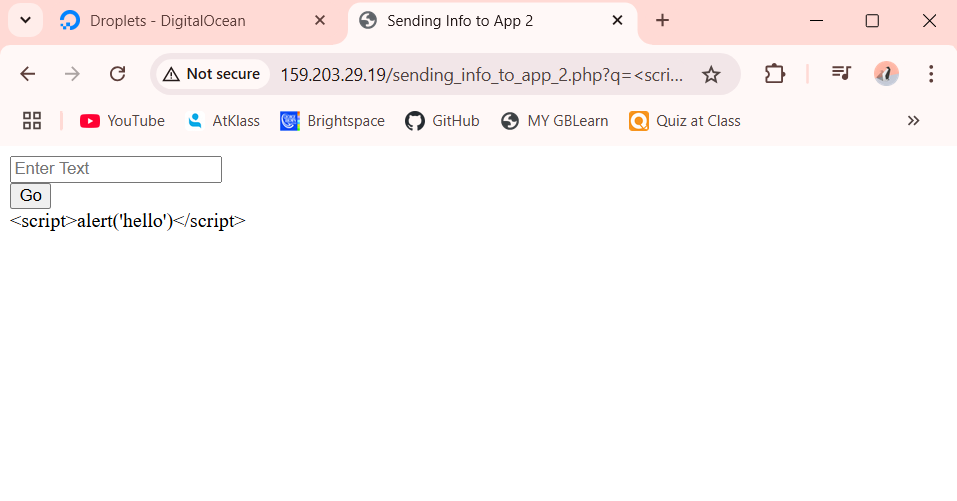 Droplets - DigitalOcean
Sending Info to App 2
Not secure
159.203.29.19/sending_info_to_app_2.php?q=<scri...
YouTube
AtKlass
Brightspace
GitHub
MY GBLearn
Quiz at Class
Enter Text
Go
<script>alert('hello')</script>